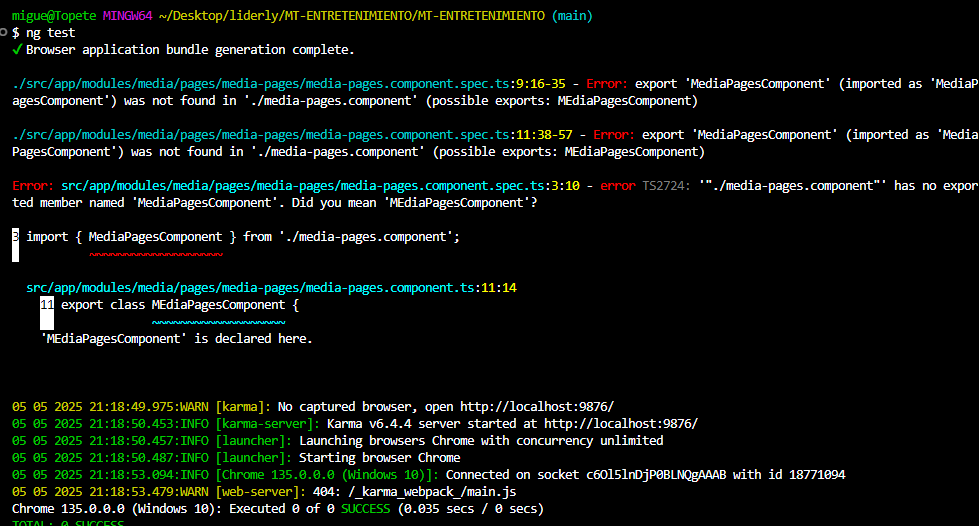 migue@Topete MINGW64 ~/Desktop/liderly/MT-ENTRETENIMIENTO/MT-ENTRETENIMIENTO (main)
$ ng test
✓ Browser application bundle generation complete.
./src/app/modules/media/pages/media-pages/media-pages.component.spec.ts:9:16-35 - Error: export 'MediaPagesComponent' (imported as 'MediaP
agesComponent') was not found in './media-pages.component' (possible exports: MEdiaPagesComponent)
./src/app/modules/media/pages/media-pages/media-pages.component.spec.ts:11:38-57 - Error: export 'MediaPagesComponent' (imported as 'Media
PagesComponent') was not found in './media-pages.component' (possible exports: MEdiaPagesComponent)
Error: src/app/modules/media/pages/media-pages/media-pages.component.spec.ts:3:10 - error TS2724: '"./media-pages.component"' has no expor
ted member named 'MediaPagesComponent'. Did you mean 'MEdiaPagesComponent'?
3 import { MediaPagesComponent } from './media-pages.component';
~~~~~~~~~~~~~~~~~~~
src/app/modules/media/pages/media-pages/media-pages.component.ts:11:14
11 export class MEdiaPagesComponent {
~~~~~~~~~~~~~~~~~~~
'MEdiaPagesComponent' is declared here.
05 05 2025 21:18:49.975:WARN [karma]: No captured browser, open http://localhost:9876/
05 05 2025 21:18:50.453:INFO [karma-server]: Karma v6.4.4 server started at http://localhost:9876/
05 05 2025 21:18:50.457:INFO [launcher]: Launching browsers Chrome with concurrency unlimited
05 05 2025 21:18:50.487:INFO [launcher]: Starting browser Chrome
05 05 2025 21:18:53.094:INFO [Chrome 135.0.0.0 (Windows 10)]: Connected on socket c6Ol5lnDjP0BLNQgAAAB with id 18771094
05 05 2025 21:18:53.479:WARN [web-server]: 404: /_karma_webpack_/main.js
Chrome 135.0.0.0 (Windows 10): Executed 0 of 0 SUCCESS (0.035 secs / 0 secs)
TOTAL: 0 SUCCESS